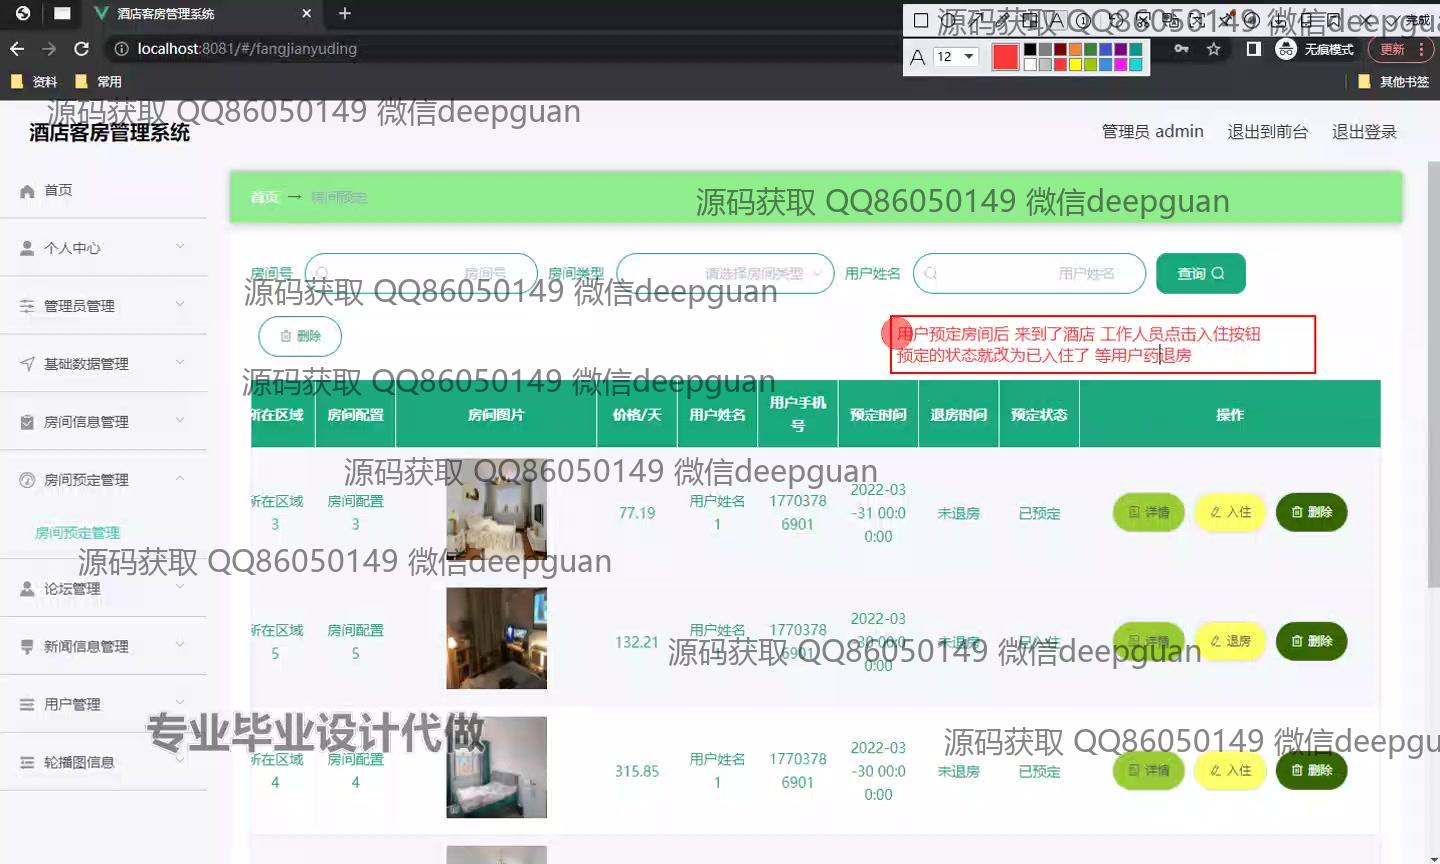 酒店客房管理系统
localhost:8081/#/fangjianyuding
12
无痕模式
更新
完成
资料
常用
其他书签
源码获取 QQ86050149 微信deepguan
酒店客房管理系统
管理员 admin
退出到前台
退出登录
首页
个人中心
管理员管理
基础数据管理
房间信息管理
房间预定管理
房间预定管理
论坛管理
新闻信息管理
用户管理
轮播图信息
首页 → 房间预定
源码获取 QQ86050149 微信deepguan
房间号 房间号 房间类型 请选择房间类型 用户姓名 用户姓名 查询
源码获取 QQ86050149 微信deepguan
删除
用户预定房间后 来到了酒店 工作人员点击入住按钮
预定的状态就改为已入住了 等用户药退房
源码获取 QQ86050149 微信deepguan
所在区域 房间配置 房间图片 价格/天 用户姓名 用户手机号 预定时间 退房时间 预定状态 操作
源码获取 QQ86050149 微信deepguan
所在区域3 房间配置3 77.19 用户姓名1 17703786901 2022-03-31 00:00:00 未退房 已预定 详情 入住 删除
源码获取 QQ86050149 微信deepguan
所在区域5 房间配置5 132.21 用户姓名 17703786901 2022-03-30 00:00:00 未退房 已入住 详情 退房 删除
源码获取 QQ86050149 微信deepguan
专业毕业设计代做
源码获取 QQ86050149 微信deepgu
所在区域4 房间配置4 315.85 用户姓名1 17703786901 2022-03-30 00:00:00 未退房 已预定 详情 入住 删除